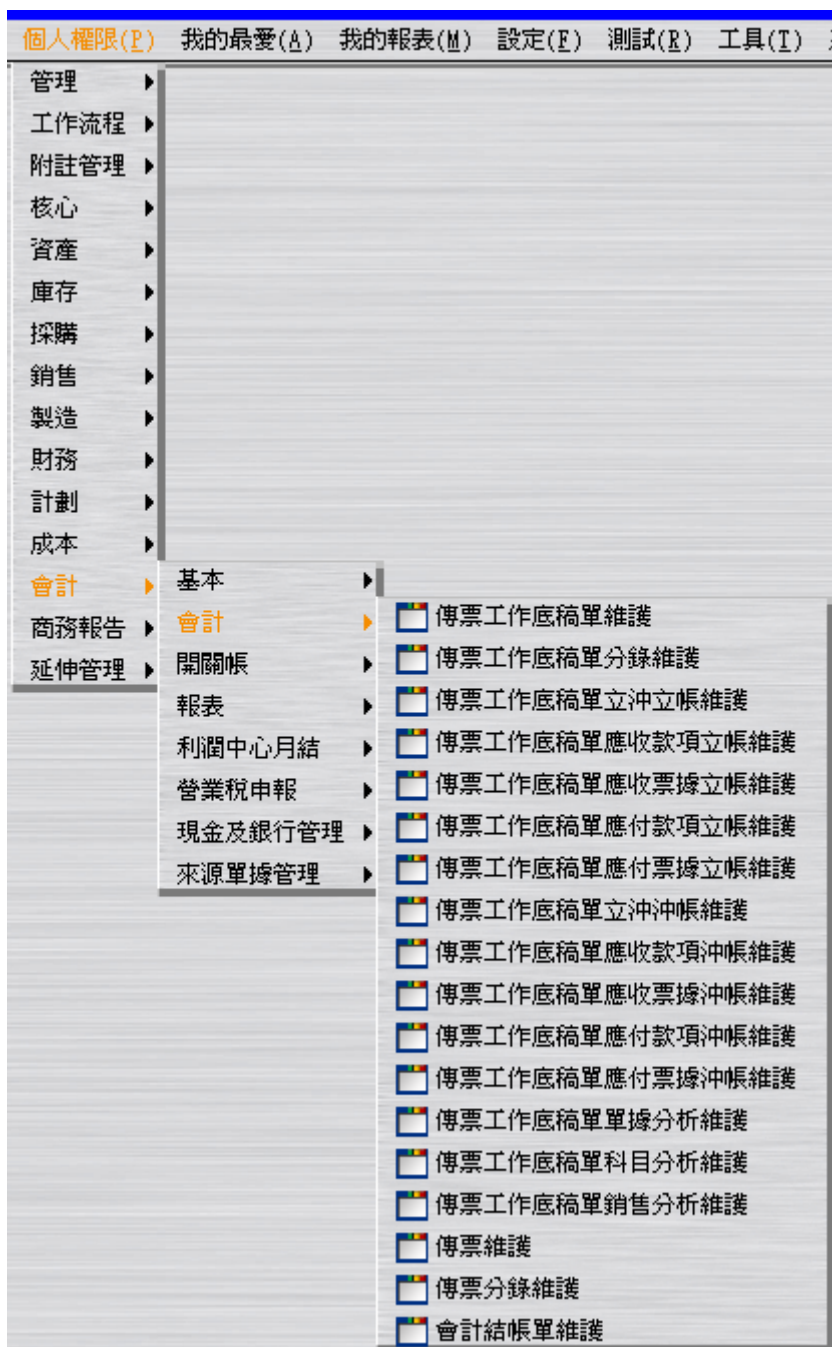 個人權限(P) 我的最愛(A) 我的報表(M) 設定(F) 測試(R) 工具(T)
管理
工作流程
附註管理
核心
資產
庫存
採購
銷售
製造
財務
計劃
成本
會計
商務報告
延伸管理
基本
會計
開關帳
報表
利潤中心月結
營業稅申報
現金及銀行管理
來源單據管理
傳票工作底稿單維護
傳票工作底稿單分錄維護
傳票工作底稿單立沖立帳維護
傳票工作底稿單應收款項立帳維護
傳票工作底稿單應收票據立帳維護
傳票工作底稿單應付款項立帳維護
傳票工作底稿單應付票據立帳維護
傳票工作底稿單立沖沖帳維護
傳票工作底稿單應收款項沖帳維護
傳票工作底稿單應收票據沖帳維護
傳票工作底稿單應付款項沖帳維護
傳票工作底稿單應付票據沖帳維護
傳票工作底稿單單據分析維護
傳票工作底稿單科目分析維護
傳票工作底稿單銷售分析維護
傳票維護
傳票分錄維護
會計結帳單維護